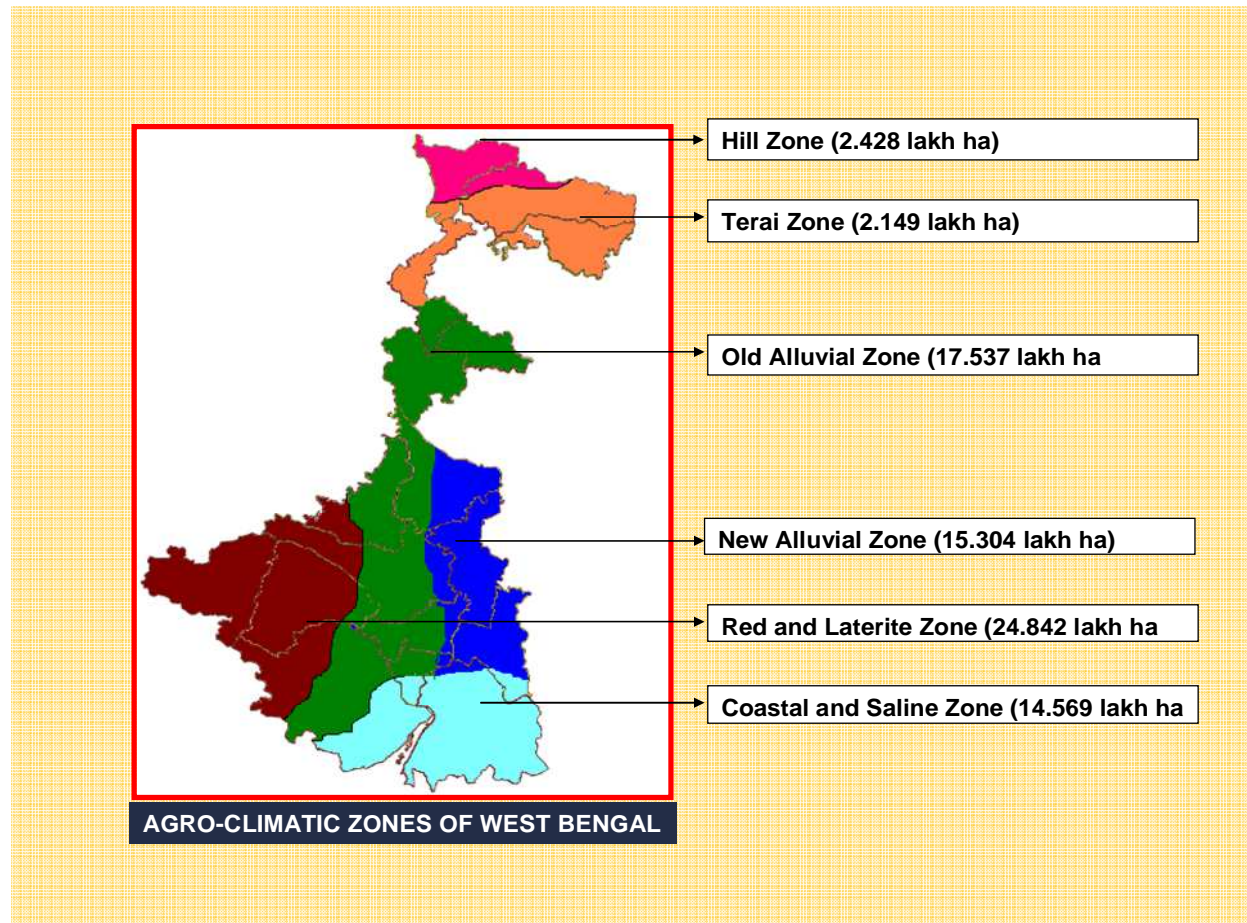 Hill Zone (2.428 lakh ha)
Terai Zone (2.149 lakh ha)
Old Alluvial Zone (17.537 lakh ha
New Alluvial Zone (15.304 lakh ha)
Red and Laterite Zone (24.842 lakh ha
Coastal and Saline Zone (14.569 lakh ha
AGRO-CLIMATIC ZONES OF WEST BENGAL